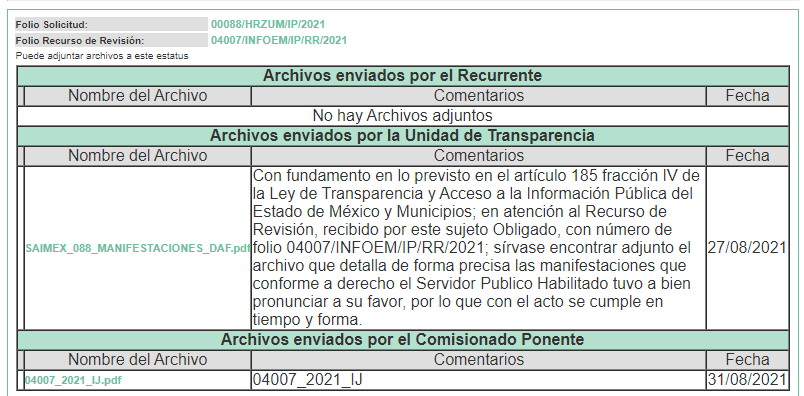 Folio Solicitud: 00088/HRZUM/IP/2021
Folio Recurso de Revisión: 04007/INFOEM/IP/RR/2021
Puede adjuntar archivos a este estatus
Archivos enviados por el Recurrente
Nombre del Archivo Comentarios Fecha
No hay Archivos adjuntos
Archivos enviados por la Unidad de Transparencia
Nombre del Archivo Comentarios Fecha
Con fundamento en lo previsto en el artículo 185 fracción IV de
la Ley de Transparencia y Acceso a la Información Pública del
Estado de México y Municipios; en atención al Recurso de
Revisión, recibido por este sujeto Obligado, con número de
SAIMEX_088_MANIFESTACIONES_DAF.pdf folio 04007/INFOEM/IP/RR/2021; sírvase encontrar adjunto el 27/08/2021
archivo que detalla de forma precisa las manifestaciones que
conforme a derecho el Servidor Publico Habilitado tuvo a bien
pronunciar a su favor, por lo que con el acto se cumple en
tiempo y forma.
Archivos enviados por el Comisionado Ponente
Nombre del Archivo Comentarios Fecha
04007_2021_IJ.pdf 04007_2021_IJ 31/08/2021